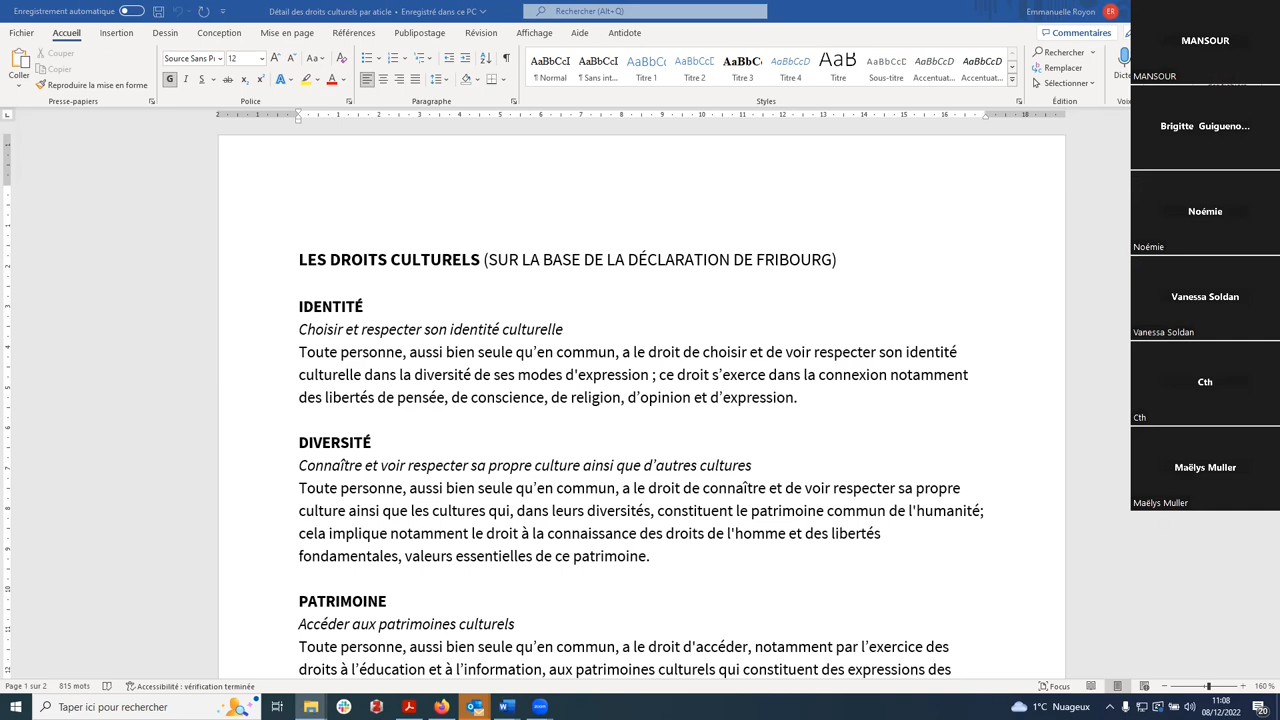 Enregistrement automatique
Détail des droits culturels par article - Enregistré dans ce PC
Rechercher (Alt+Q)
Emmanuelle Royon
ER
Fichier Accueil Insertion Dessin Conception Mise en page Références Publipostage Révision Affichage Aide Antidote
Commentaires
Coller
Couper
Copier
Reproduire la mise en forme
Source Sans P 12
G I S
AaBbCcI AaBbCcI AaBbCc AaBbCc AaBbC AaBbCcD AaB AaBbCcD AaBbCcD AaBbCcD
¶ Normal ¶ Sans int... Titre 1 Titre 2 Titre 3 Titre 4 Titre Sous-titre Accentuat... Accentuat...
Rechercher
Remplacer
Sélectionner
Dicte
Presse-papiers Police Paragraphe Styles Édition Voix
LES DROITS CULTURELS (SUR LA BASE DE LA DÉCLARATION DE FRIBOURG)
IDENTITÉ
Choisir et respecter son identité culturelle
Toute personne, aussi bien seule qu’en commun, a le droit de choisir et de voir respecter son identité
culturelle dans la diversité de ses modes d'expression ; ce droit s’exerce dans la connexion notamment
des libertés de pensée, de conscience, de religion, d’opinion et d’expression.
DIVERSITÉ
Connaître et voir respecter sa propre culture ainsi que d’autres cultures
Toute personne, aussi bien seule qu’en commun, a le droit de connaître et de voir respecter sa propre
culture ainsi que les cultures qui, dans leurs diversités, constituent le patrimoine commun de l'humanité;
cela implique notamment le droit à la connaissance des droits de l'homme et des libertés
fondamentales, valeurs essentielles de ce patrimoine.
PATRIMOINE
Accéder aux patrimoines culturels
Toute personne, aussi bien seule qu’en commun, a le droit d'accéder, notamment par l’exercice des
droits à l’éducation et à l’information, aux patrimoines culturels qui constituent des expressions des
MANSOUR
MANSOUR
Brigitte Guigueno...
Noémie
Noémie
Vanessa Soldan
Vanessa Soldan
Cth
Cth
Maëlys Muller
Maëlys Muller
Page 1 sur 2 815 mots Accessibilité : vérification terminée
Focus
160 %
Taper ici pour rechercher
1°C Nuageux
11:08
08/12/2022
20